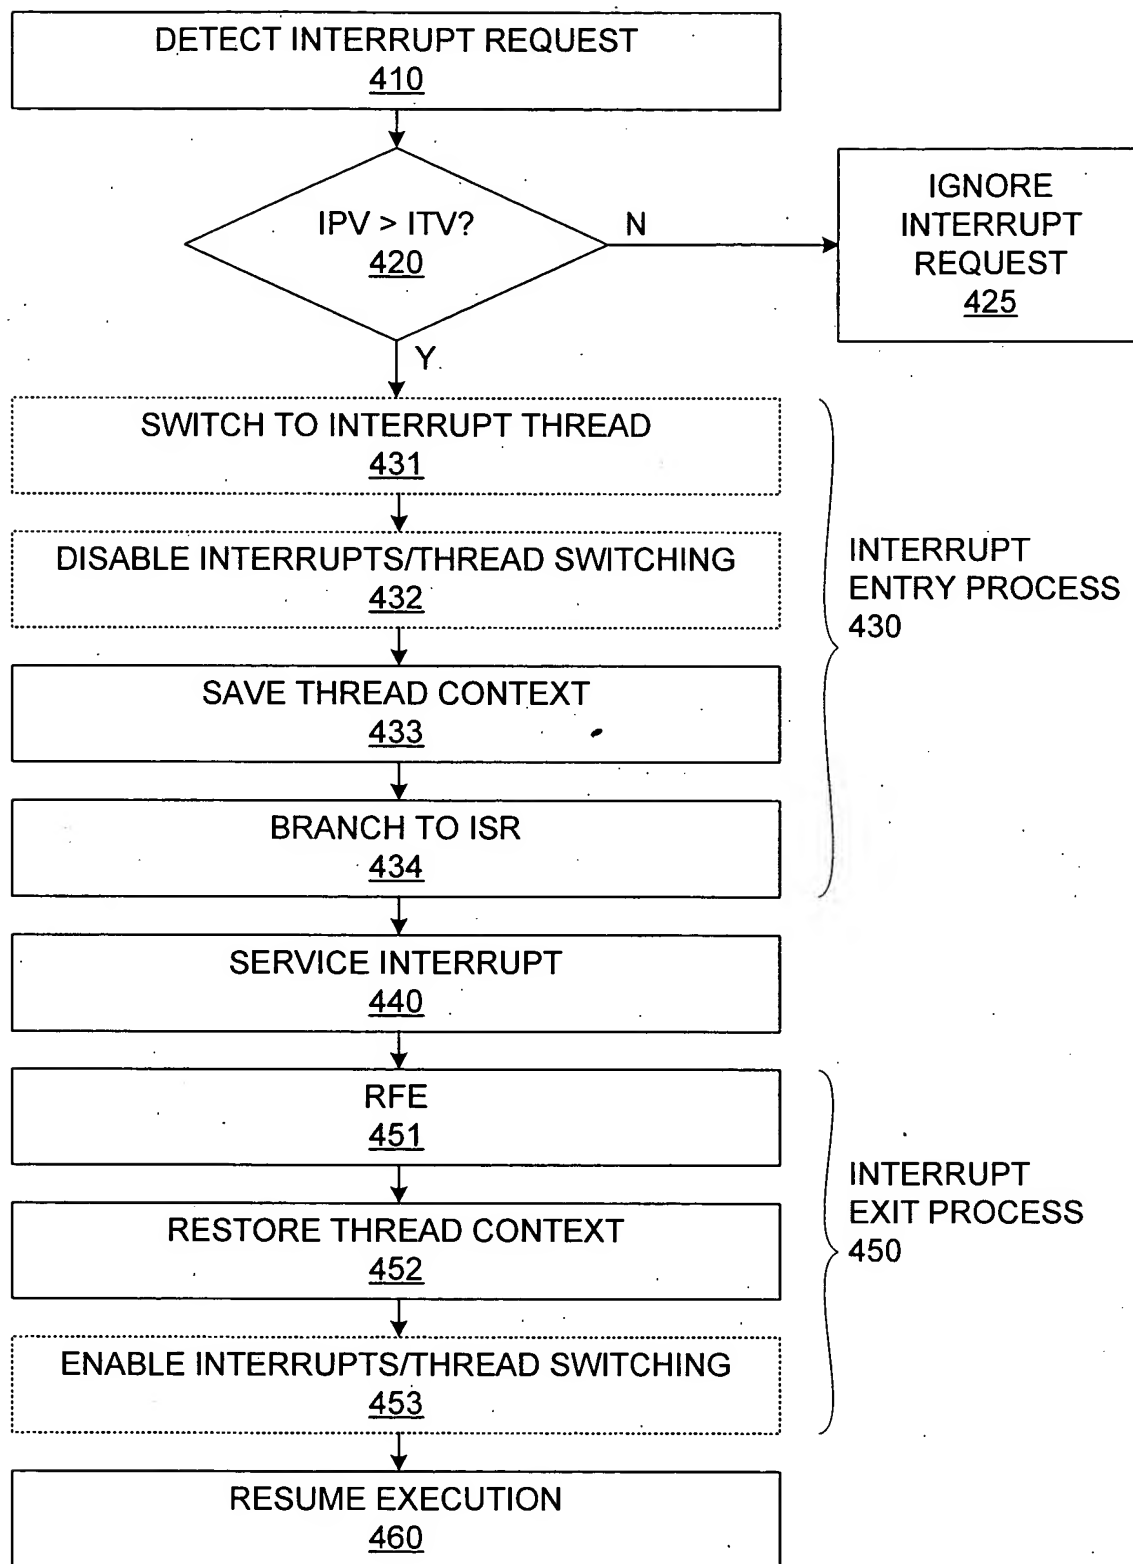 DETECT INTERRUPT REQUEST
410
IPV > ITV?
420
N
IGNORE
INTERRUPT
REQUEST
425
Y
SWITCH TO INTERRUPT THREAD
431
DISABLE INTERRUPTS/THREAD SWITCHING
432
SAVE THREAD CONTEXT
433
BRANCH TO ISR
434
INTERRUPT
ENTRY PROCESS
430
SERVICE INTERRUPT
440
RFE
451
RESTORE THREAD CONTEXT
452
ENABLE INTERRUPTS/THREAD SWITCHING
453
INTERRUPT
EXIT PROCESS
450
RESUME EXECUTION
460